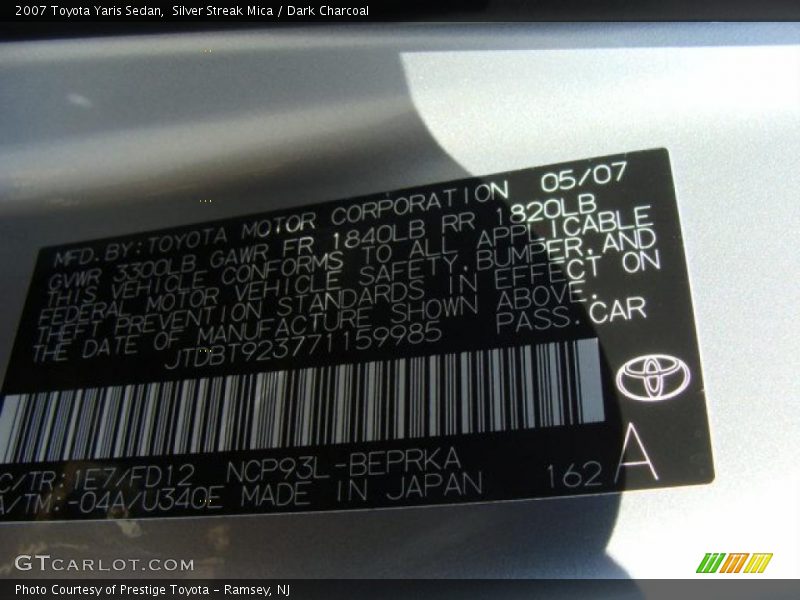 2007 Toyota Yaris Sedan,  Silver Streak Mica / Dark Charcoal
MFD. BY: TOYOTA MOTOR CORPORATION 05/07
GVWR 3300LB GAWR FR 1840LB RR 1820LB
THIS VEHICLE CONFORMS TO ALL APPLICABLE
FEDERAL MOTOR VEHICLE SAFETY, BUMPER, AND
THEFT PREVENTION STANDARDS IN EFFECT ON
THE DATE OF MANUFACTURE SHOWN ABOVE.
JTDBT923771159985 PASS. CAR
C/TR: 1E7/FD12 NCP93L-BEPRKA
A/TM: -04A/U340E MADE IN JAPAN 162 A
GTCARLOT.COM
Photo Courtesy of Prestige Toyota - Ramsey, NJ